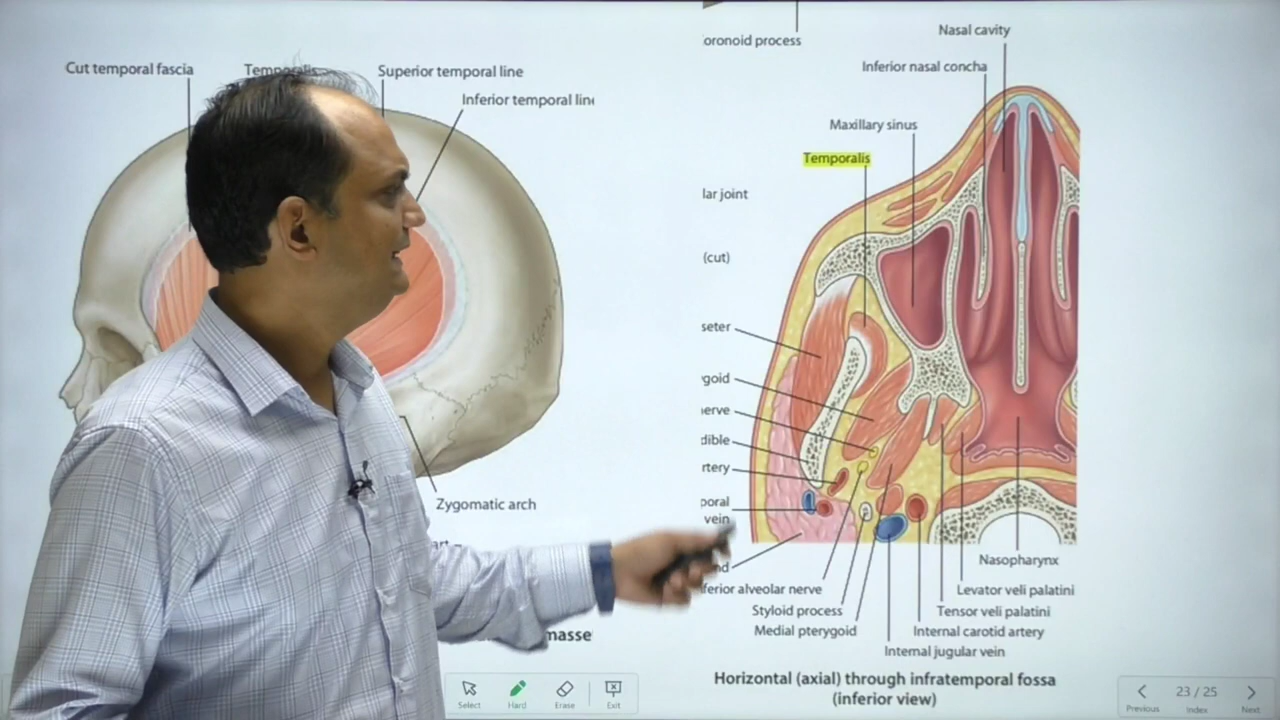 Cut temporal fascia
Temporalis
Superior temporal line
Inferior temporal line
Zygomatic arch
masse
oronoid process
Nasal cavity
Inferior nasal concha
Maxillary sinus
Temporalis
lar joint
(cut)
seter
goid
nerve
dible
rtery
poral
vein
nd
ferior alveolar nerve
Styloid process
Medial pterygoid
Nasopharynx
Levator veli palatini
Tensor veli palatini
Internal carotid artery
Internal jugular vein
Horizontal (axial) through infratemporal fossa
(inferior view)
Select
Hard
Erase
Exit
Previous
23 / 25
Index
Next